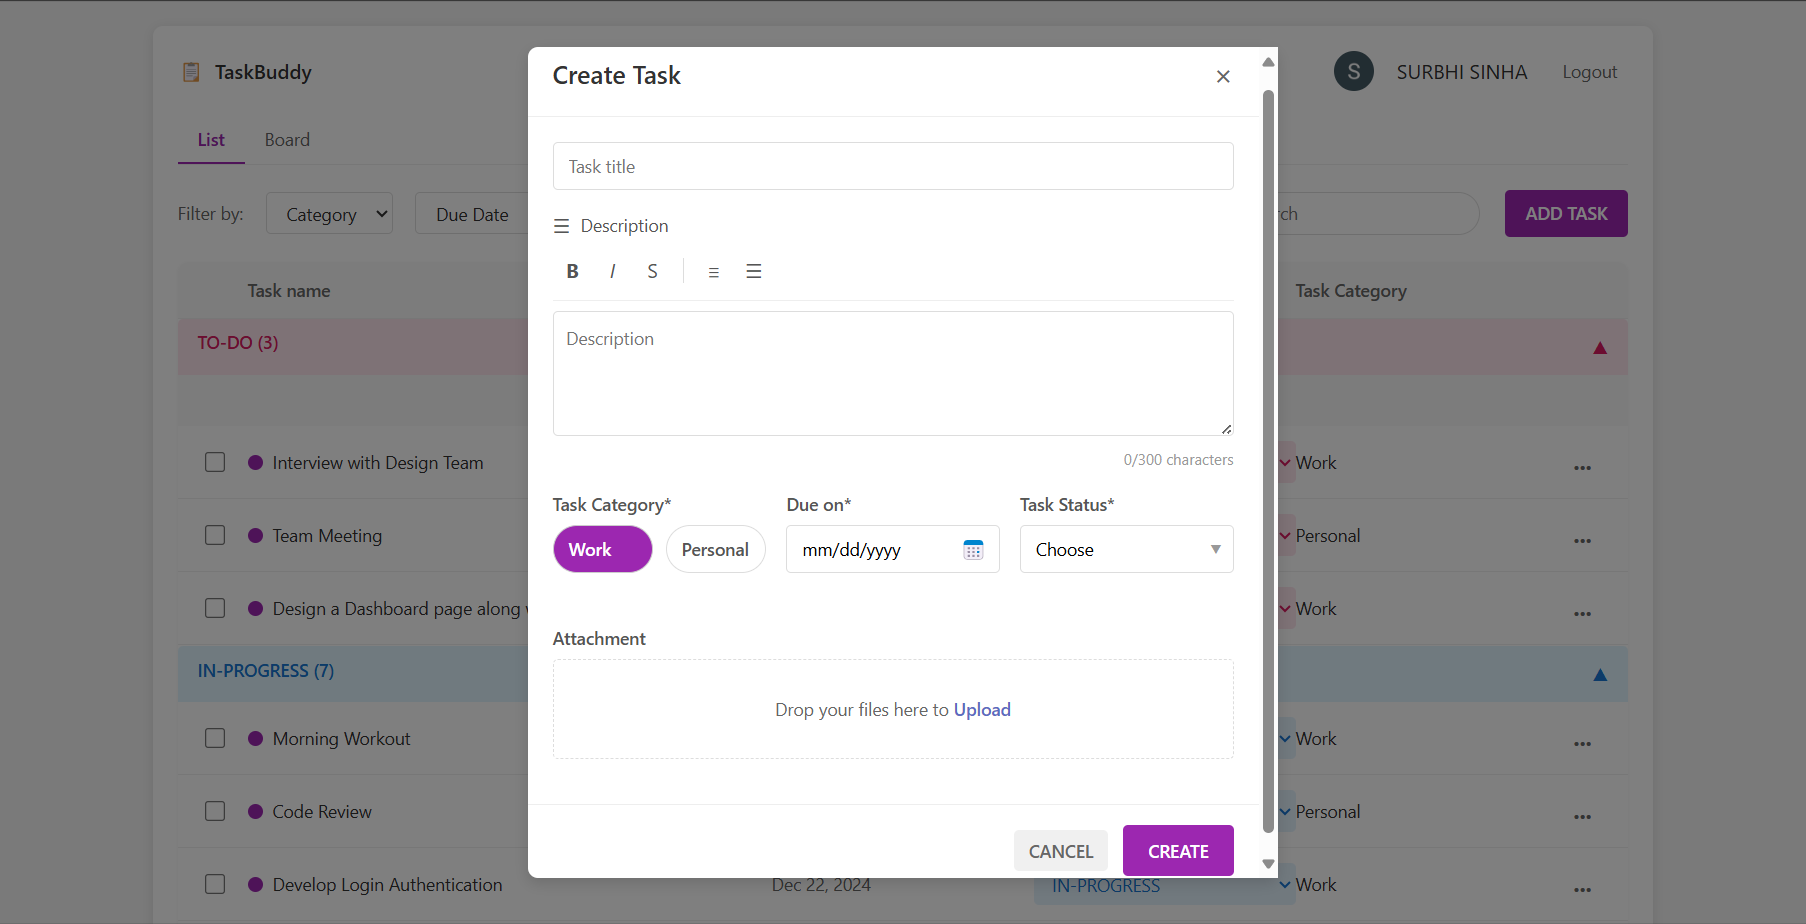 TaskBuddy
S SURBHI SINHA Logout
List Board
Filter by: Category Due Date
ADD TASK
Task name Task Category
TO-DO (3)
Interview with Design Team Work
Team Meeting Personal
Design a Dashboard page along Work
IN-PROGRESS (7)
Morning Workout Work
Code Review Personal
Develop Login Authentication Dec 22, 2024 IN-PROGRESS Work
Create Task
Task title
Description
B I S
Description
0/300 characters
Task Category* Due on* Task Status*
Work Personal mm/dd/yyyy Choose
Attachment
Drop your files here to Upload
CANCEL CREATE